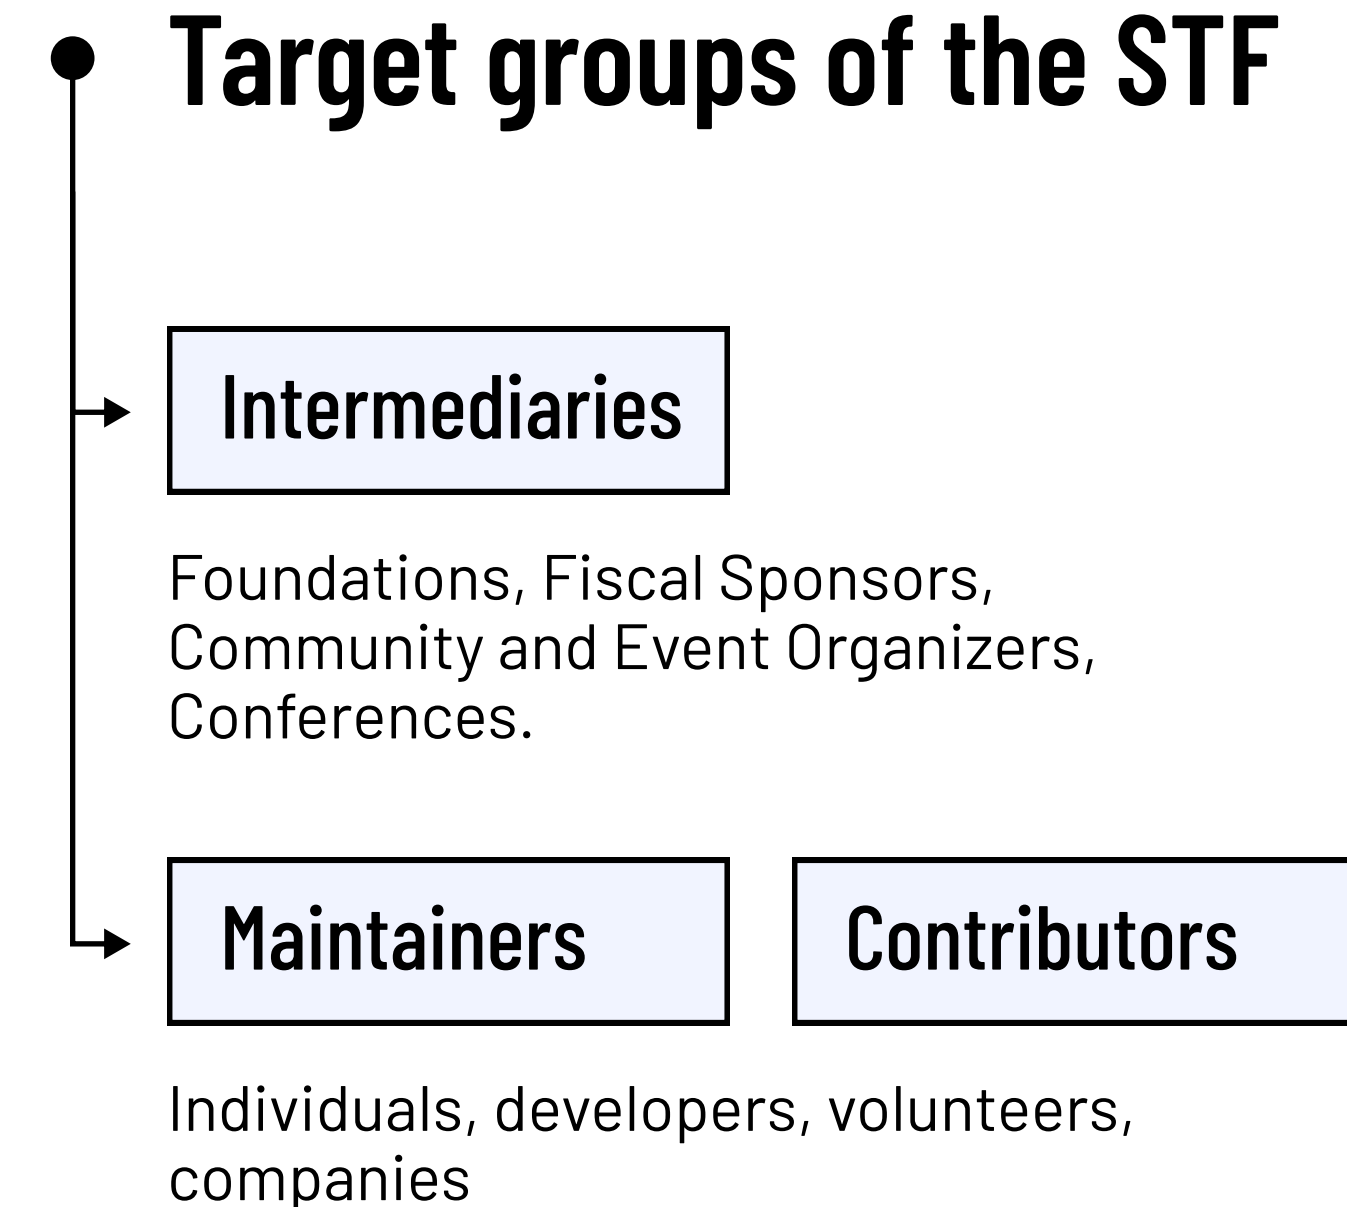 Target groups of the STF
Intermediaries
Foundations, Fiscal Sponsors,
Community and Event Organizers,
Conferences.
Maintainers
Contributors
Individuals, developers, volunteers,
companies